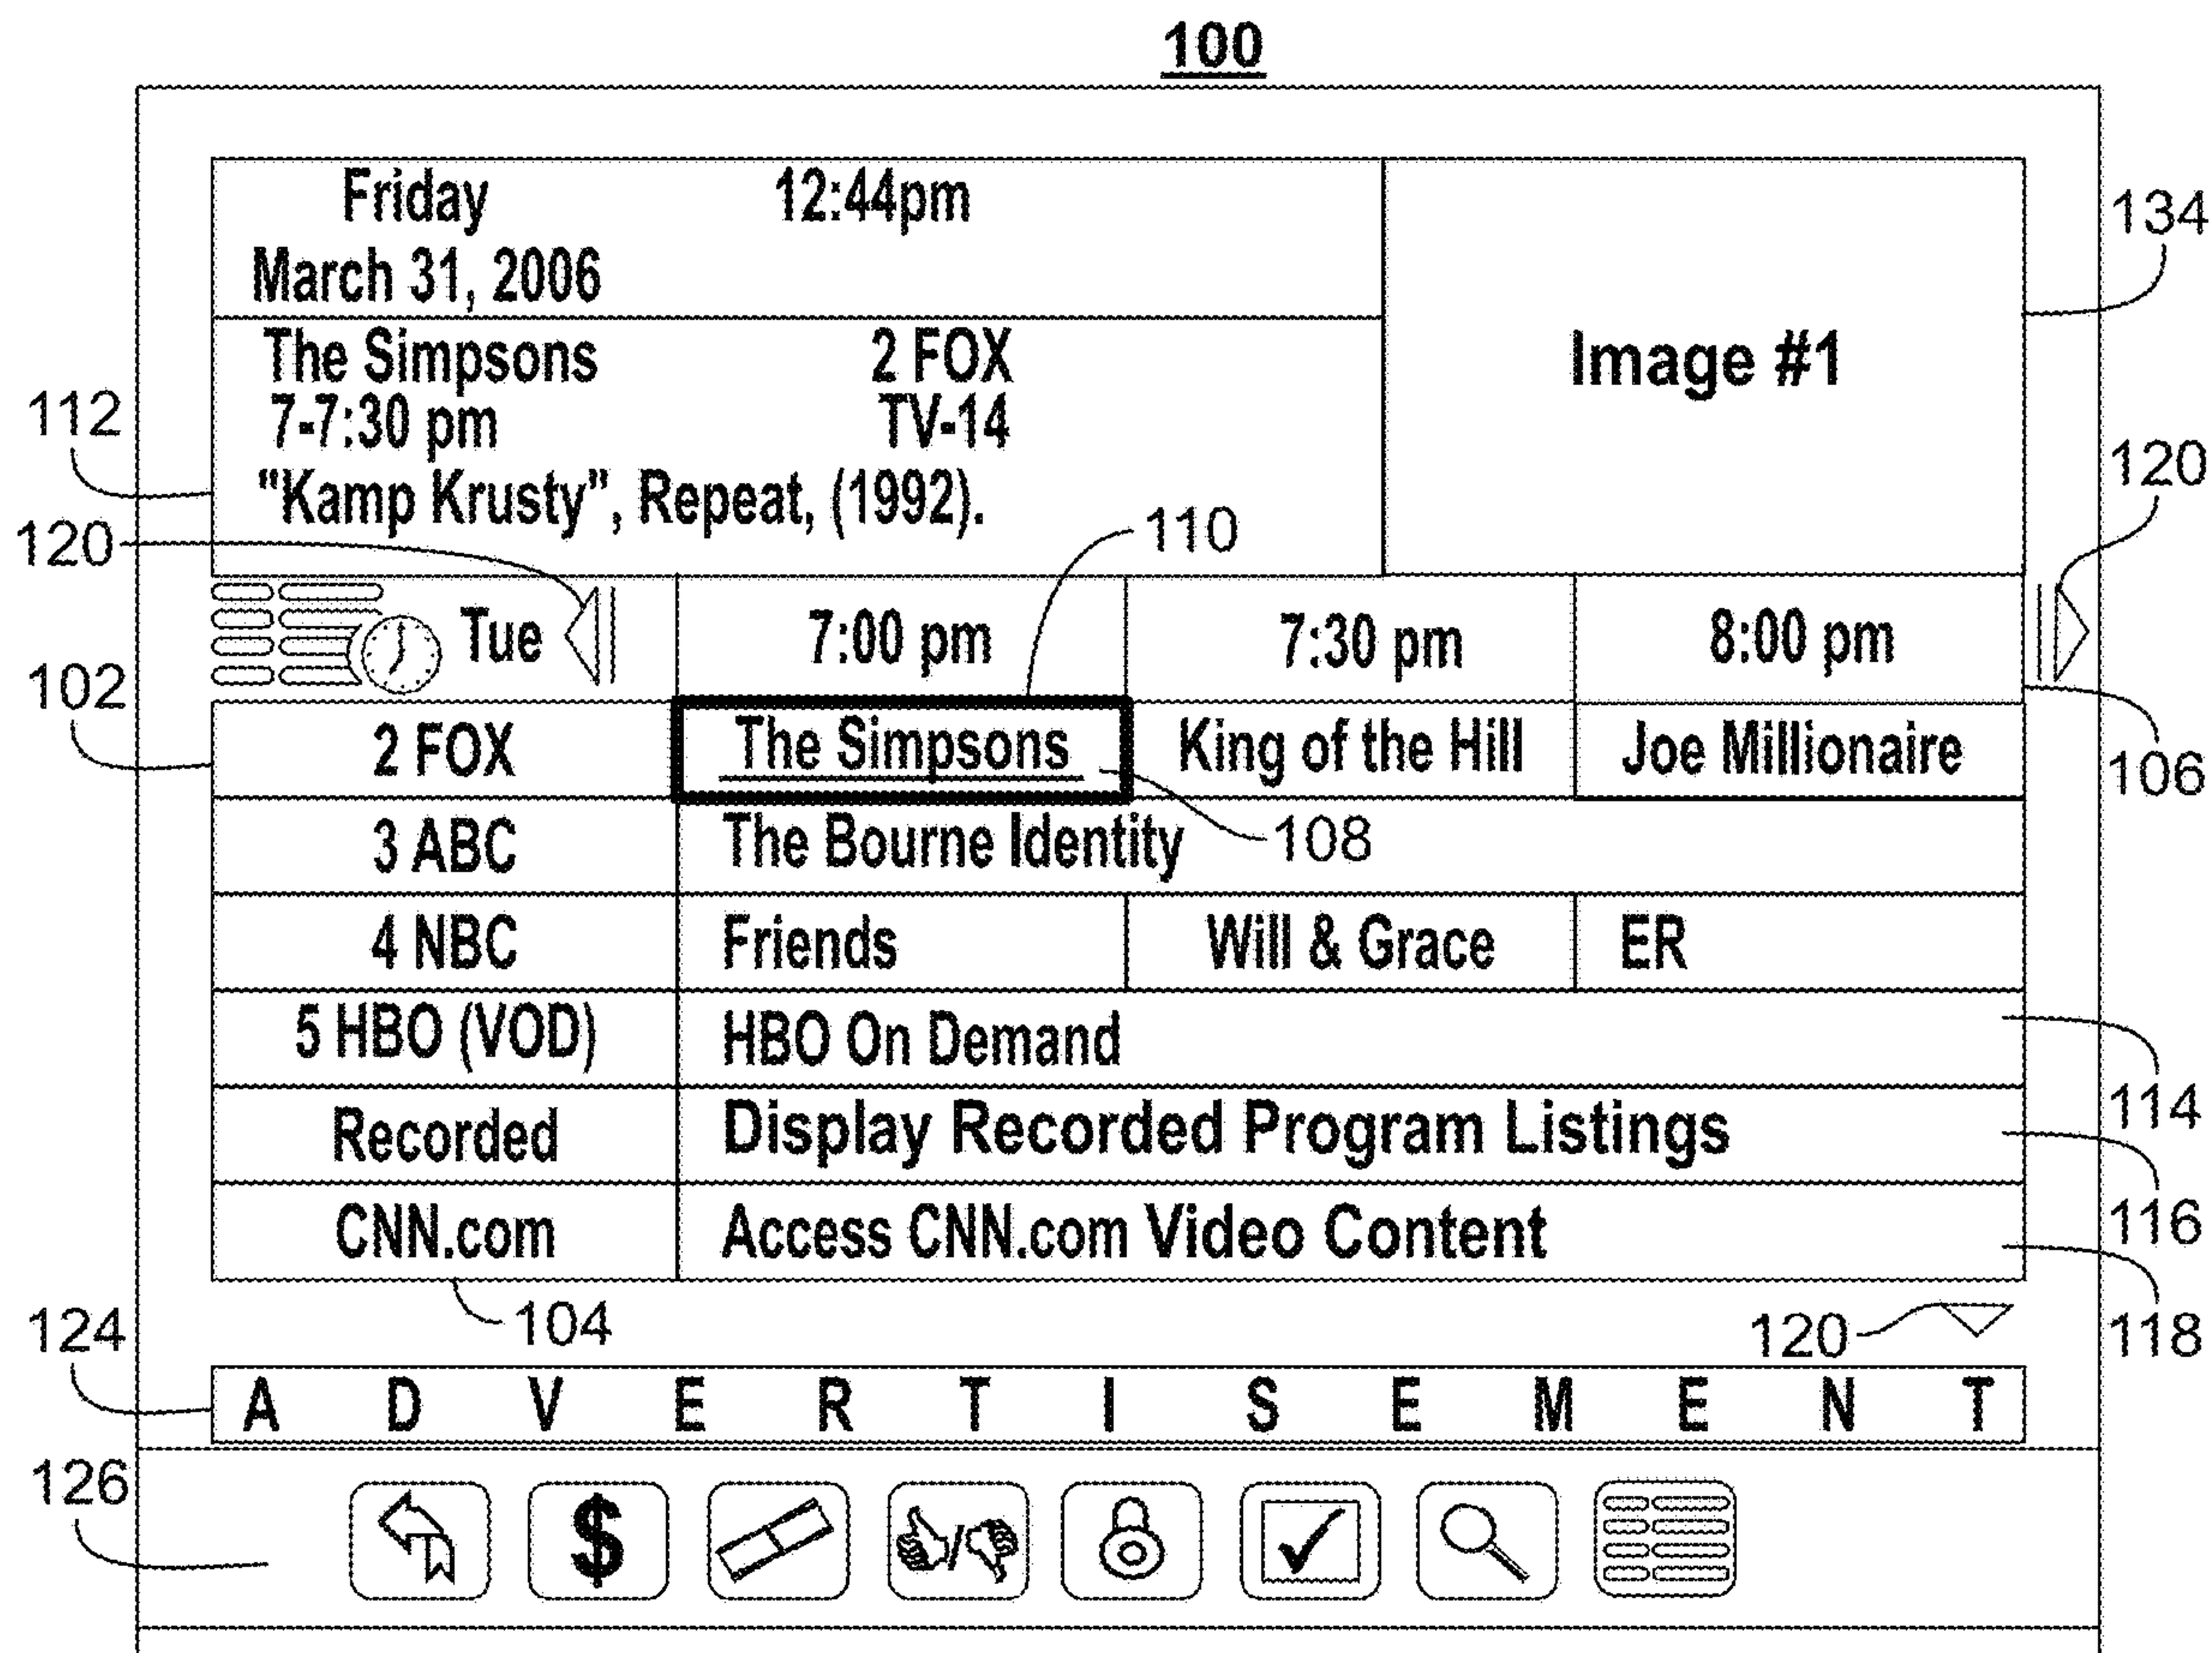 100
Friday 12:44pm
March 31, 2006
134
The Simpsons 2 FOX
Image #1
112
7-7:30 pm TV-14
120
"Kamp Krusty", Repeat, (1992).
120
110
Tue 7:00 pm 7:30 pm 8:00 pm
102
2 FOX The Simpsons King of the Hill Joe Millionaire
106
3 ABC The Bourne Identity 108
4 NBC Friends Will & Grace ER
5 HBO (VOD) HBO On Demand
114
Recorded Display Recorded Program Listings
116
CNN.com Access CNN.com Video Content
124 104 120 118
A D V E R T I S E M E N T
126
$ /